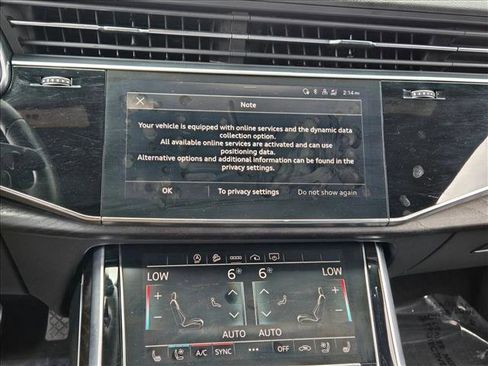 2:14 PM
Note
Your vehicle is equipped with online services and the dynamic data
collection option.
All available online services are activated and can use
positioning data.
Alternative options and additional information can be found in the
privacy settings.
OK To privacy settings Do not show again
LOW 6 6 LOW
+ +
- -
AUTO AUTO
A/C SYNC OFF